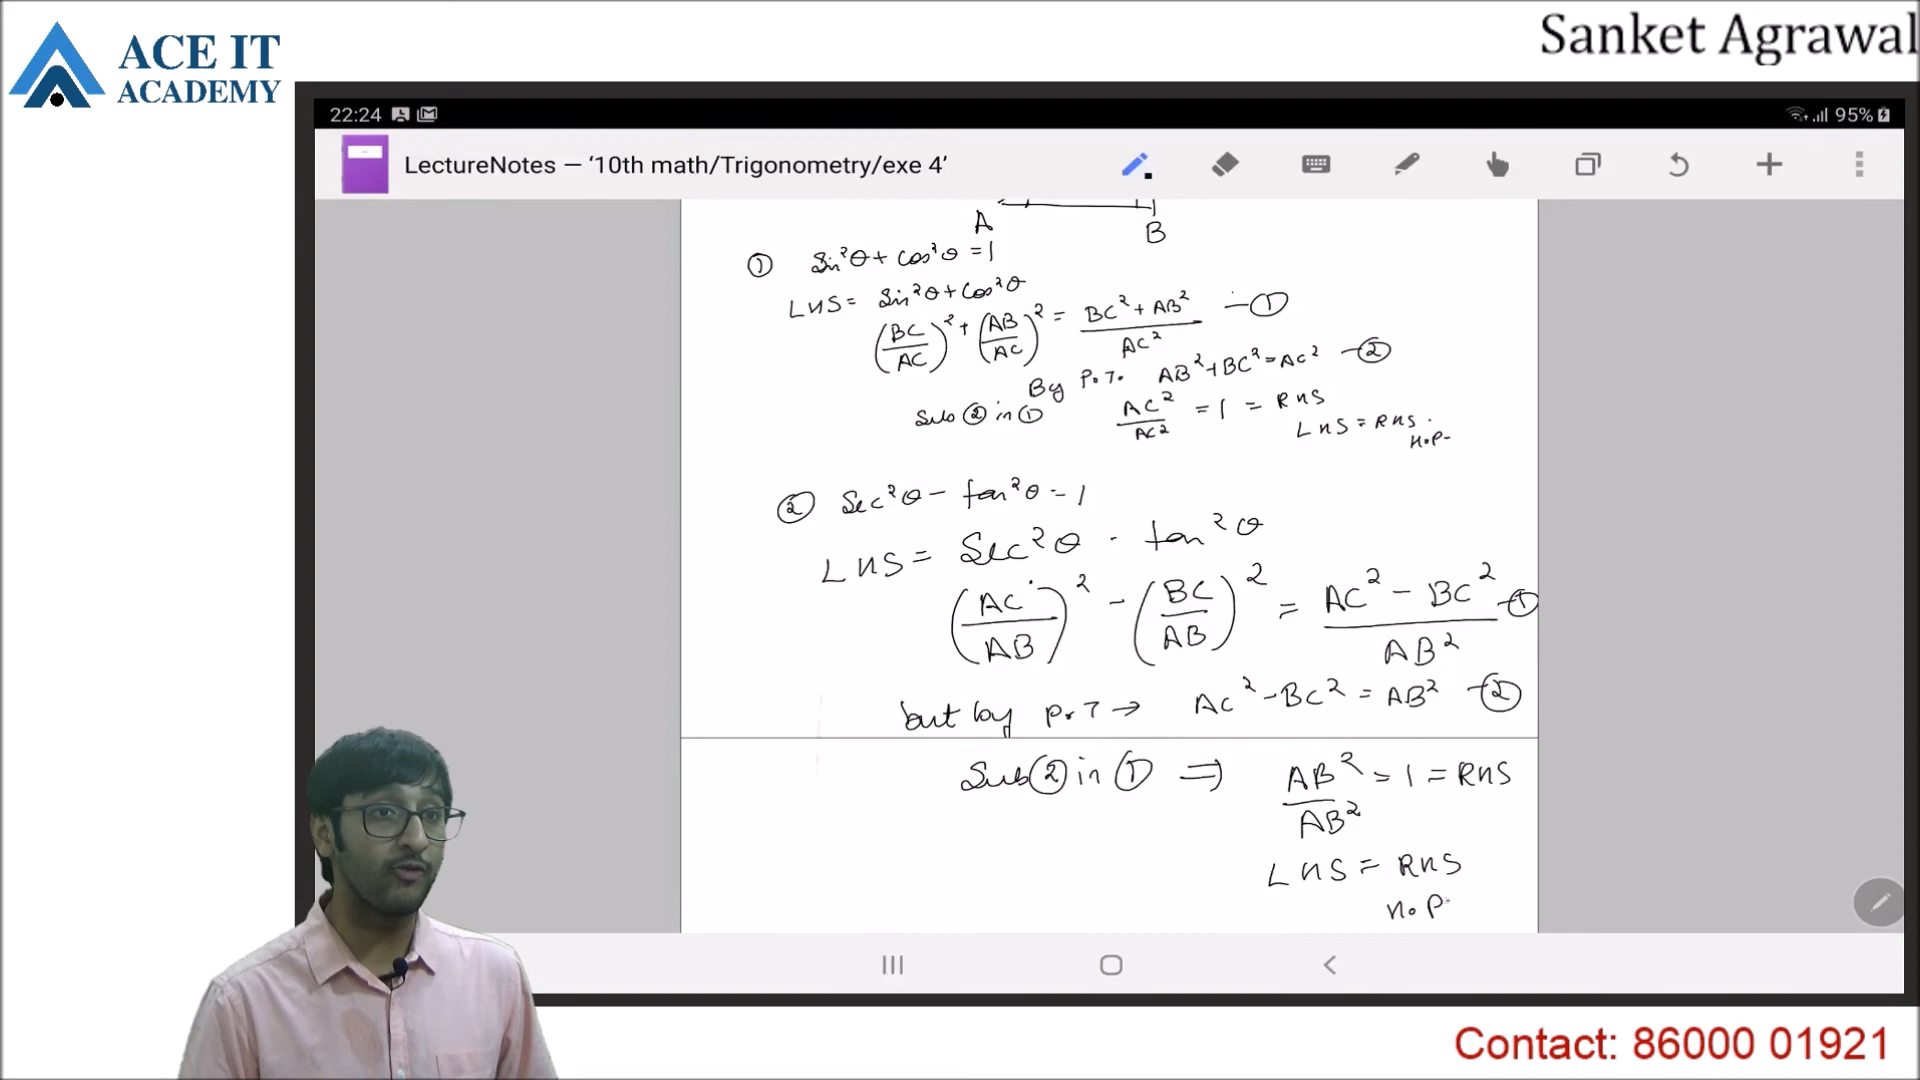 ACE IT
ACADEMY
Sanket Agrawal
22:24
95%
LectureNotes — ‘10th math/Trigonometry/exe 4’
A
B
① Sin²θ + Cos²θ = 1
LHS = Sin²θ + Cos²θ
(BC/AC)² + (AB/AC)² = BC² + AB² / AC² — ①
By P.T. AB² + BC² = AC² — ②
Sub ② in ① AC²/AC² = 1 = RHS
LHS = RHS.
H.P-
② Sec²θ - tan²θ = 1
LHS = Sec²θ - tan²θ
(AC/AB)² - (BC/AB)² = AC² - BC² / AB² — ①
but by P.T → AC² - BC² = AB² — ②
Sub ② in ① ⇒ AB²/AB² = 1 = RHS
LHS = RHS
H.P.
Contact: 86000 01921